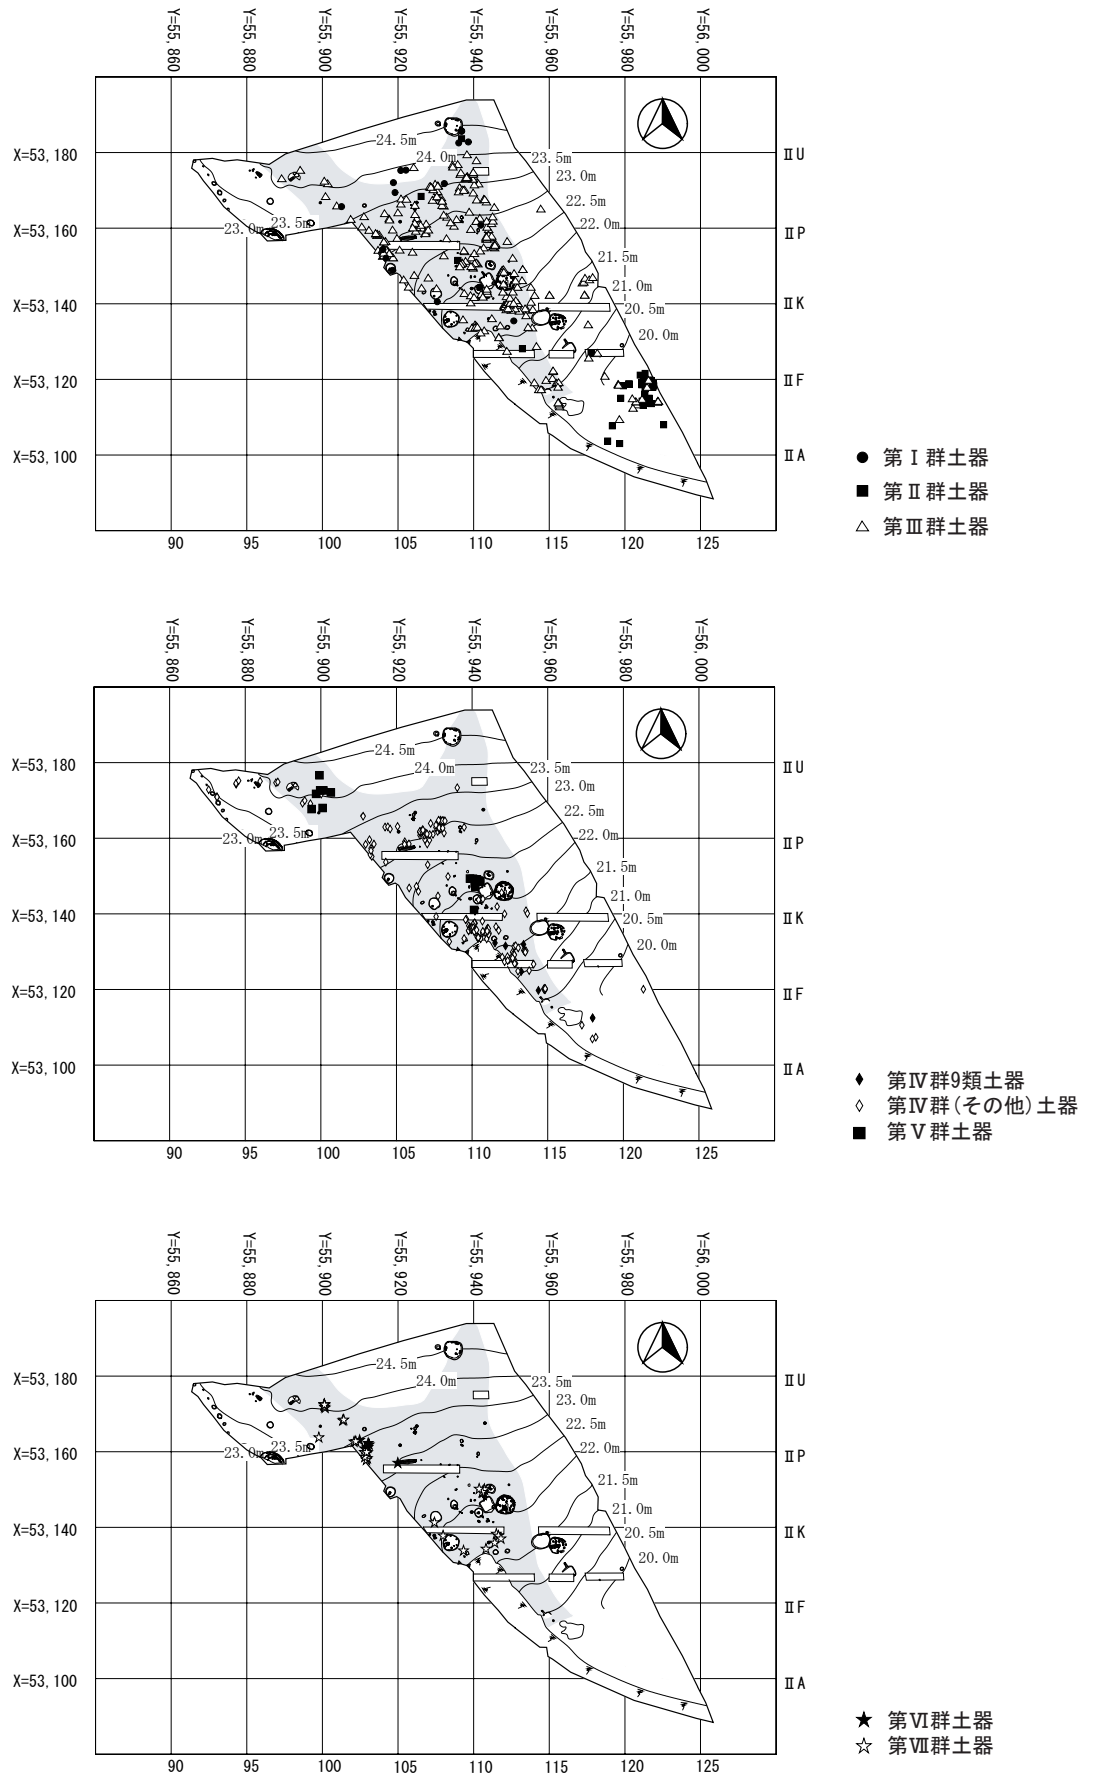 Y=55,860 Y=55,880 Y=55,900 Y=55,920 Y=55,940 Y=55,960 Y=55,980 Y=56,000
24.5m
X=53,180 24.0m 23.5m ⅡU
23.0m
22.5m
X=53,160 23.0m 23.5m 22.0m ⅡP
21.5m
21.0m
X=53,140 20.5m ⅡK
20.0m
X=53,120 ⅡF
X=53,100 ⅡA
90 95 100 105 110 115 120 125
● 第Ⅰ群土器
■ 第Ⅱ群土器
△ 第Ⅲ群土器
Y=55,860 Y=55,880 Y=55,900 Y=55,920 Y=55,940 Y=55,960 Y=55,980 Y=56,000
24.5m
X=53,180 24.0m 23.5m ⅡU
23.0m
22.5m
X=53,160 23.0m 23.5m 22.0m ⅡP
21.5m
21.0m
X=53,140 20.5m ⅡK
20.0m
X=53,120 ⅡF
X=53,100 ⅡA
90 95 100 105 110 115 120 125
◆ 第Ⅳ群9類土器
◇ 第Ⅳ群(その他)土器
■ 第Ⅴ群土器
Y=55,860 Y=55,880 Y=55,900 Y=55,920 Y=55,940 Y=55,960 Y=55,980 Y=56,000
24.5m
X=53,180 24.0m 23.5m ⅡU
23.0m
22.5m
X=53,160 23.0m 23.5m 22.0m ⅡP
21.5m
21.0m
X=53,140 20.5m ⅡK
20.0m
X=53,120 ⅡF
X=53,100 ⅡA
90 95 100 105 110 115 120 125
★ 第Ⅵ群土器
☆ 第Ⅶ群土器